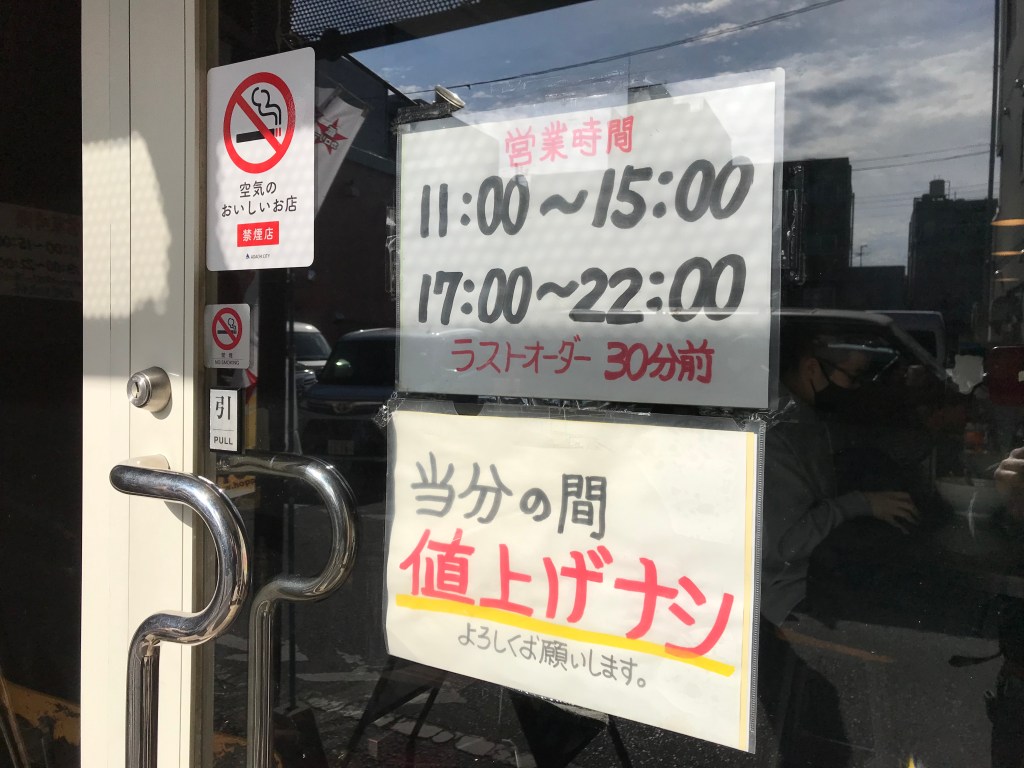 空気の
おいしいお店
禁煙店
禁煙
NO SMOKING
引
PULL
営業時間
11:00～15:00
17:00～22:00
ラストオーダー 30分前
当分の間
値上げナシ
よろしくお願いします。